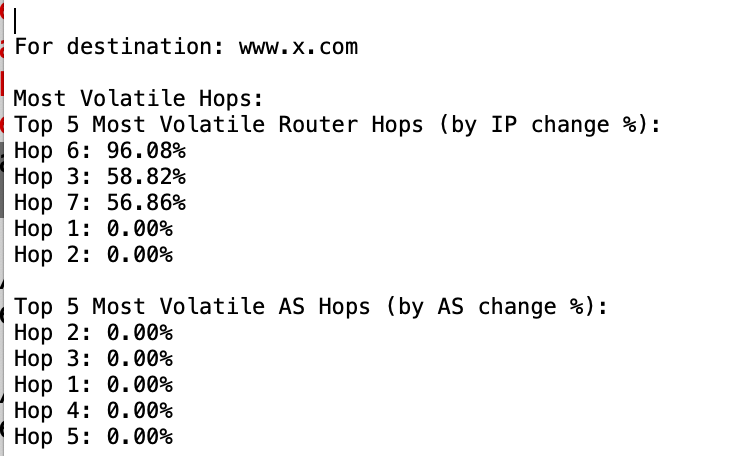 For destination: www.x.com
Most Volatile Hops:
Top 5 Most Volatile Router Hops (by IP change %):
Hop 6: 96.08%
Hop 3: 58.82%
Hop 7: 56.86%
Hop 1: 0.00%
Hop 2: 0.00%
Top 5 Most Volatile AS Hops (by AS change %):
Hop 2: 0.00%
Hop 3: 0.00%
Hop 1: 0.00%
Hop 4: 0.00%
Hop 5: 0.00%